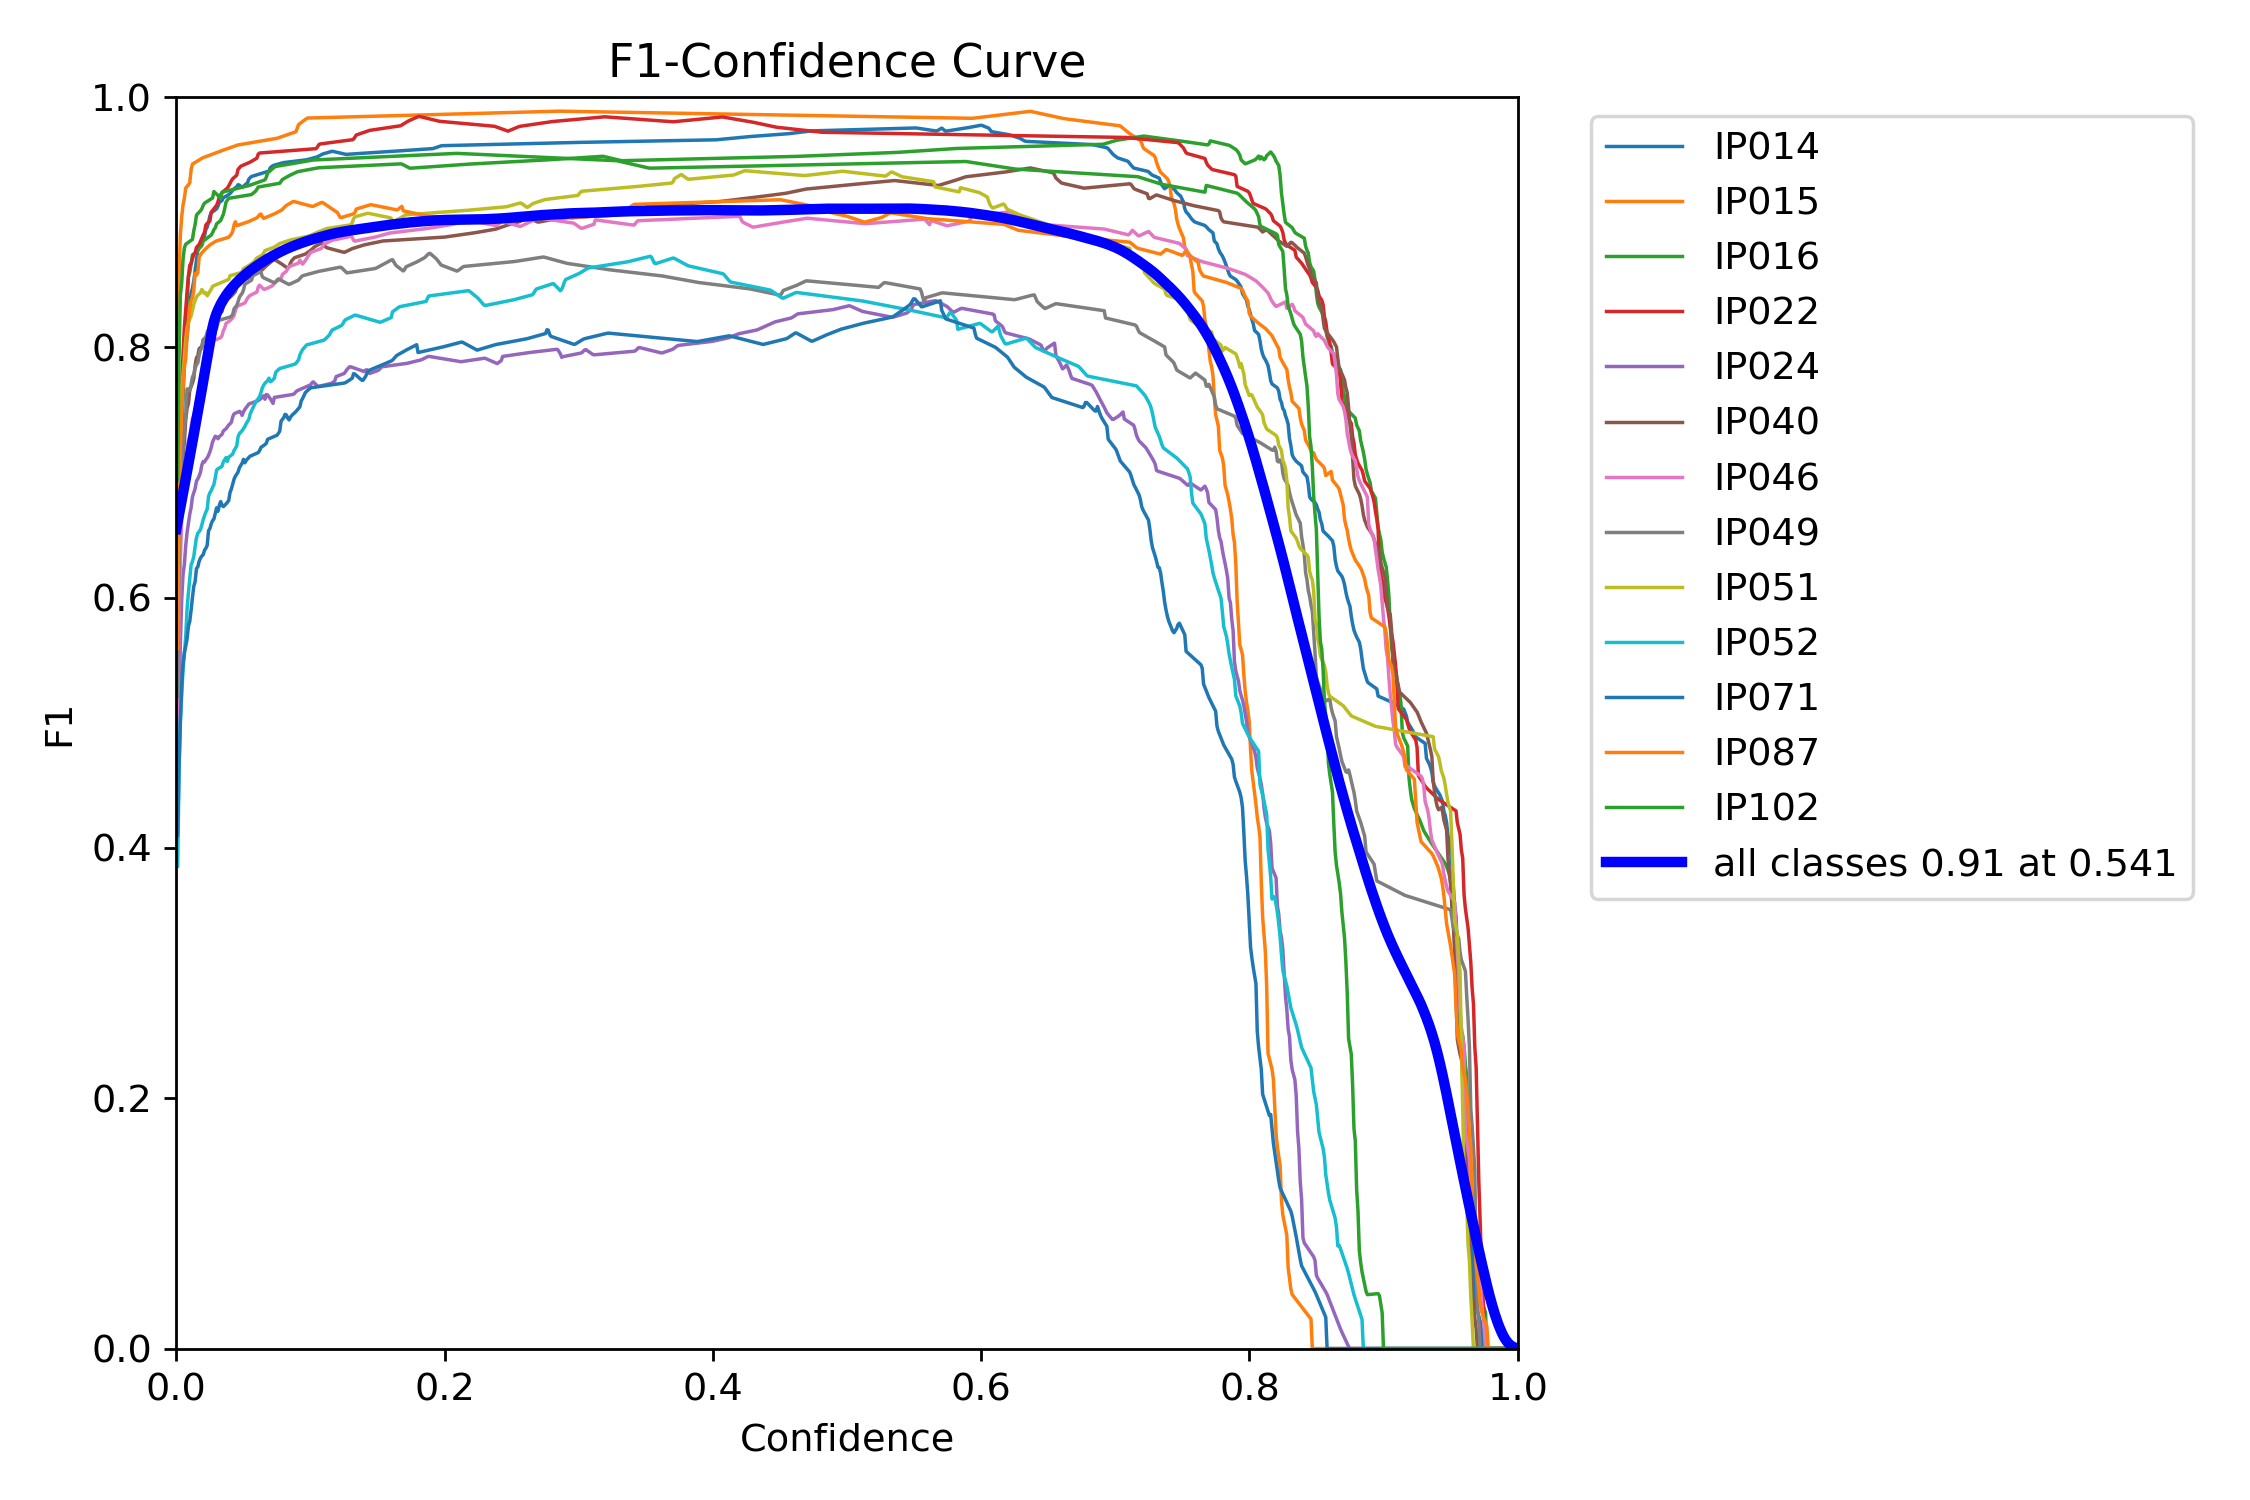 F1-Confidence Curve
1.0
0.8
0.6
0.4
0.2
0.0
F1
0.0 0.2 0.4 0.6 0.8 1.0
Confidence
IP014
IP015
IP016
IP022
IP024
IP040
IP046
IP049
IP051
IP052
IP071
IP087
IP102
all classes 0.91 at 0.541